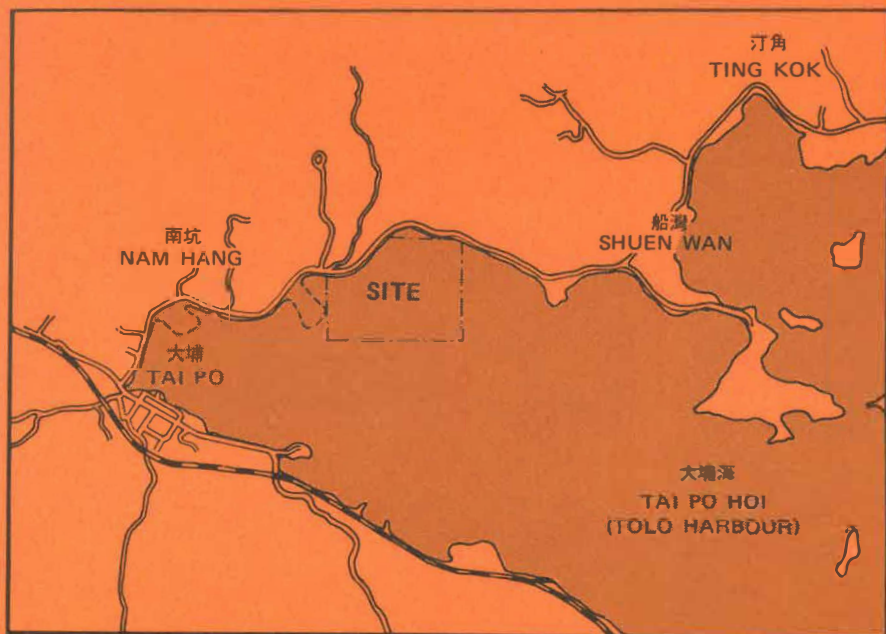 汀角
TING KOK
船灣
SHUEN WAN
南坑
NAM HANG
SITE
大埔
TAI PO
大埔海
TAI PO HOI
(TOLO HARBOUR)